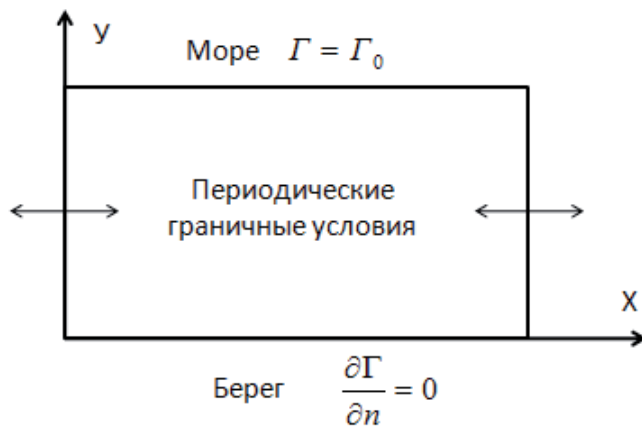 У
Море Γ = Γ₀
Периодические
граничные условия
X
Берег ∂Γ/∂n = 0